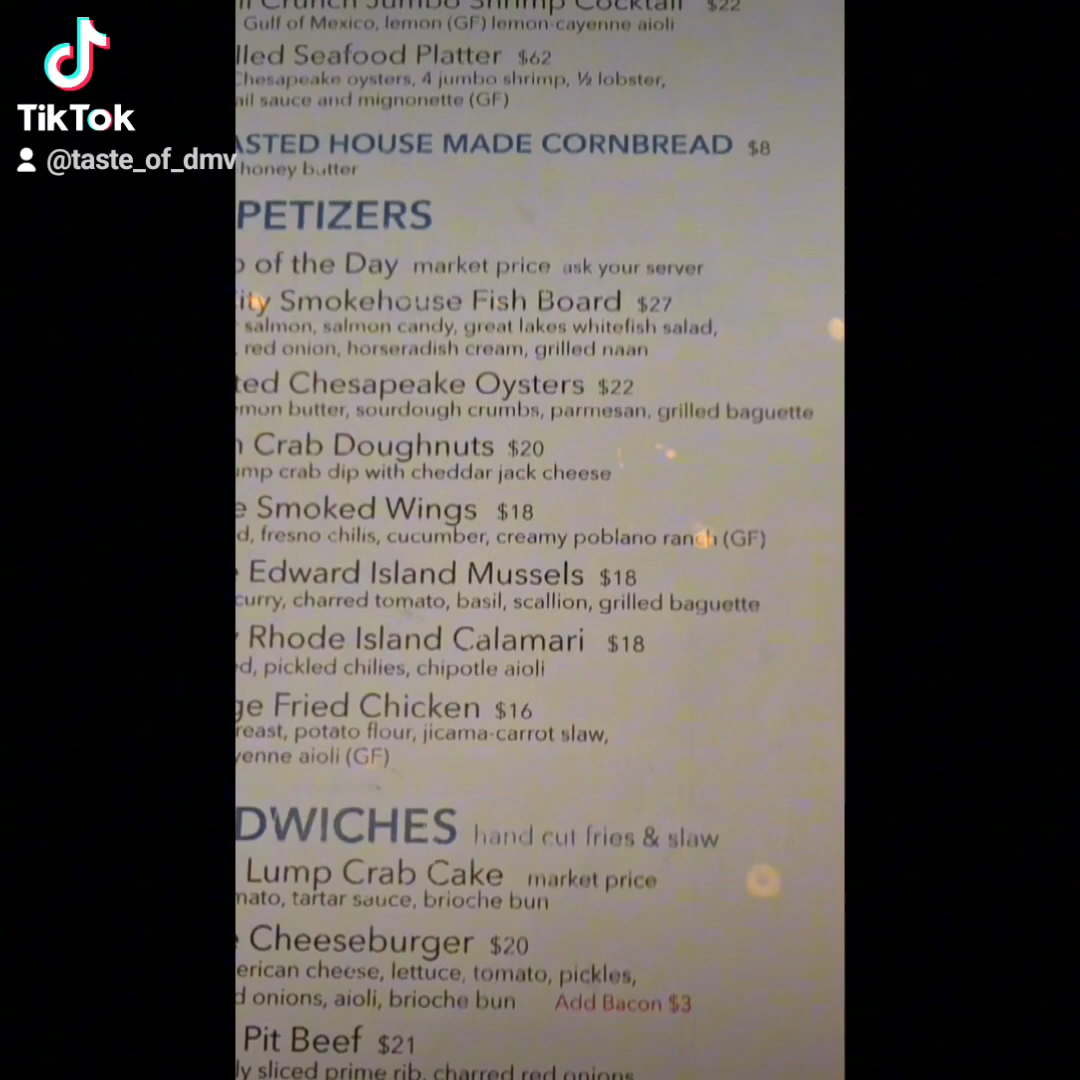 TikTok
@taste_of_dmv
Crunch Jumbo Shrimp Cocktail $22
Gulf of Mexico, lemon (GF) lemon-cayenne aioli
lled Seafood Platter $62
Chesapeake oysters, 4 jumbo shrimp, ½ lobster,
ail sauce and mignonette (GF)
ASTED HOUSE MADE CORNBREAD $8
honey butter
PETIZERS
p of the Day market price ask your server
ity Smokehouse Fish Board $27
salmon, salmon candy, great lakes whitefish salad,
red onion, horseradish cream, grilled naan
ted Chesapeake Oysters $22
mon butter, sourdough crumbs, parmesan, grilled baguette
Crab Doughnuts $20
ump crab dip with cheddar jack cheese
e Smoked Wings $18
d, fresno chilis, cucumber, creamy poblano ranch (GF)
Edward Island Mussels $18
curry, charred tomato, basil, scallion, grilled baguette
Rhode Island Calamari $18
d, pickled chilies, chipotle aioli
ge Fried Chicken $16
reast, potato flour, jicama-carrot slaw,
yenne aioli (GF)
DWICHES hand cut fries & slaw
Lump Crab Cake market price
mato, tartar sauce, brioche bun
Cheeseburger $20
erican cheese, lettuce, tomato, pickles,
d onions, aioli, brioche bun Add Bacon $3
Pit Beef $21
ly sliced prime rib, charred red onions